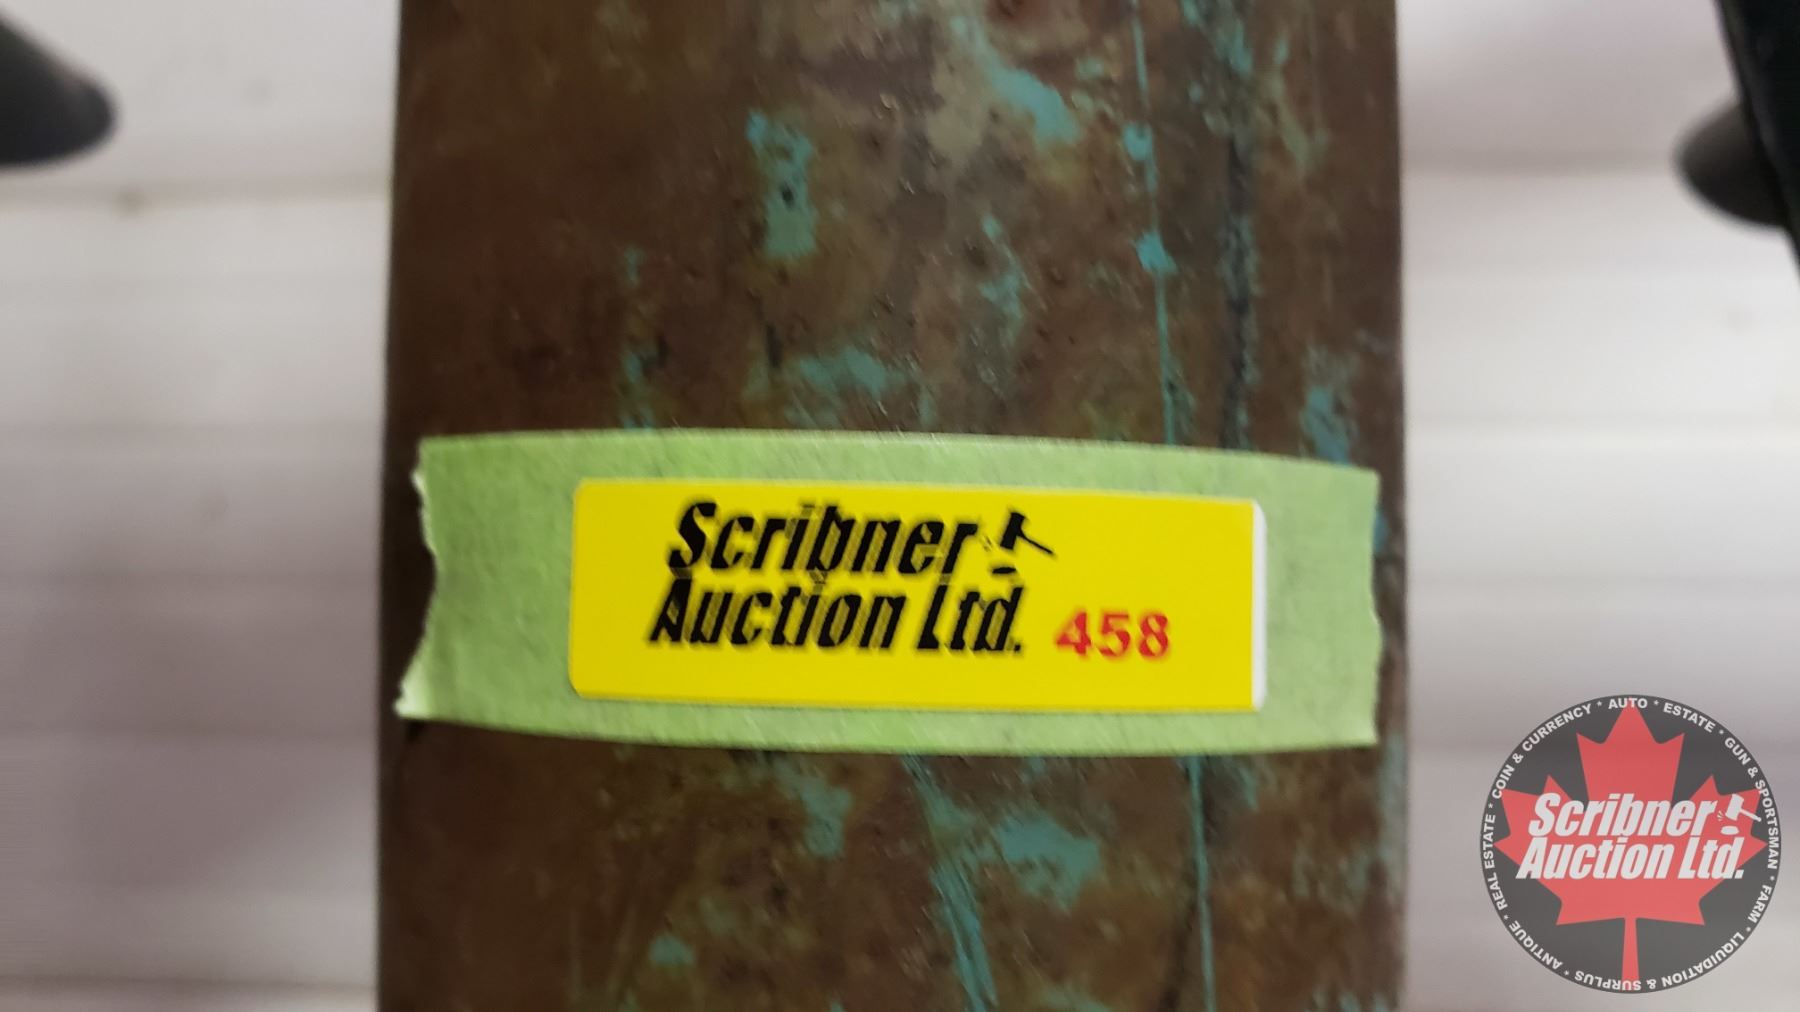 Scribner
Auction Ltd. 458
COIN & CURRENCY * AUTO * ESTATE * GUN & SPORTSMAN * FARM * LIQUIDATION & SURPLUS * ANTIQUE * REAL ESTATE *
Scribner
Auction Ltd.